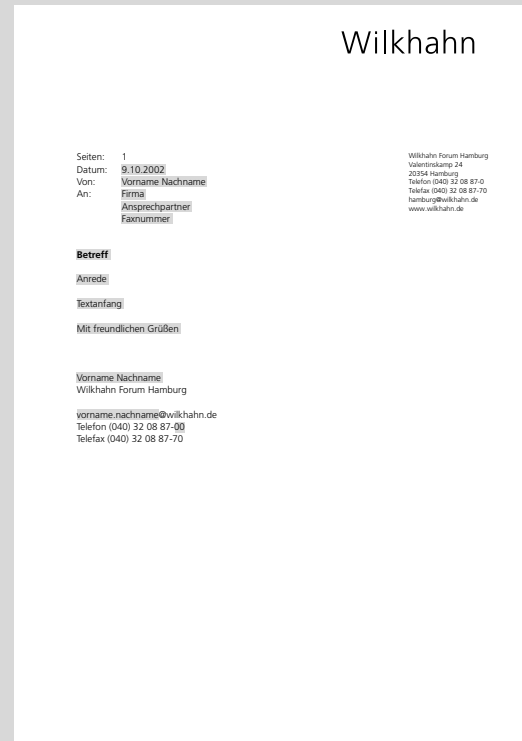 Wilkhahn
Seiten: 1
Datum: 9.10.2002
Von: Vorname Nachname
An: Firma
Ansprechpartner
Faxnummer
Wilkhahn Forum Hamburg
Valentinskamp 24
20354 Hamburg
Telefon (040) 32 08 87-0
Telefax (040) 32 08 87-70
hamburg@wilkhahn.de
www.wilkhahn.de
Betreff
Anrede
Textanfang
Mit freundlichen Grüßen
Vorname Nachname
Wilkhahn Forum Hamburg
vorname.nachname@wilkhahn.de
Telefon (040) 32 08 87-00
Telefax (040) 32 08 87-70